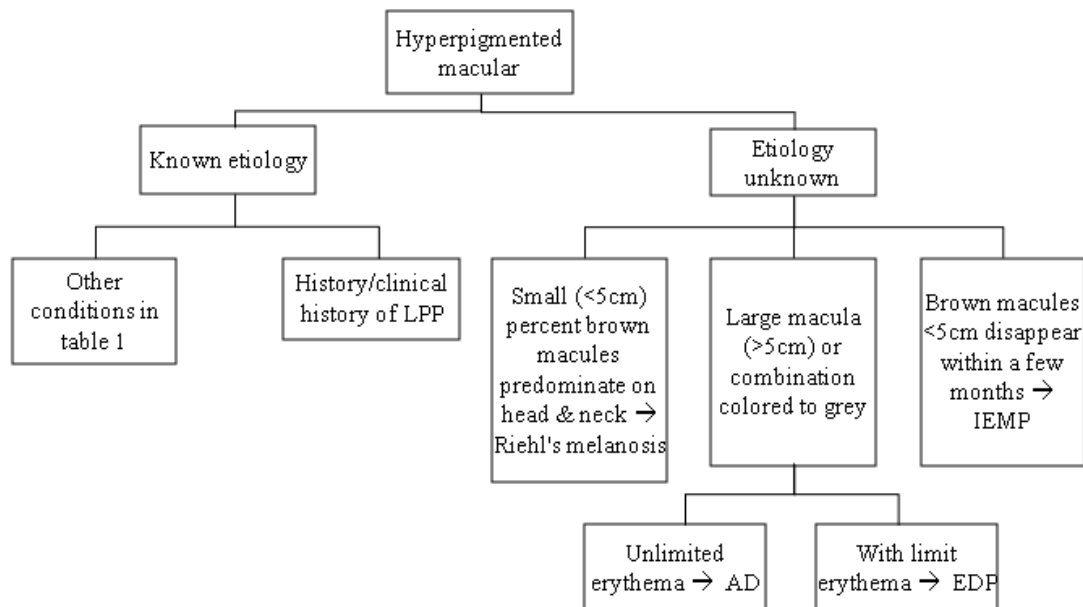 Hyperpigmented
macular
Known etiology
Etiology
unknown
Other
conditions in
table 1
History/clinical
history of LPP
Small (<5cm)
percent brown
macules
predominate on
head & neck →
Riehl's melanosis
Large macula
(>5cm) or
combination
colored to grey
Brown macules
<5cm disappear
within a few
months →
IEMP
Unlimited
erythema → AD
With limit
erythema → EDP